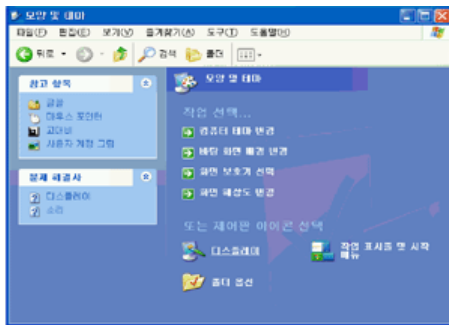 모양 및 테마
파일(F) 편집(E) 보기(V) 즐겨찾기(A) 도구(T) 도움말(H)
뒤로 검색 폴더
참고 항목
모양 및 테마
글꼴
마우스 포인터
고대비
사용자 계정 그림
작업 선택...
컴퓨터 테마 변경
바탕 화면 배경 변경
화면 보호기 선택
화면 해상도 변경
문제 해결사
디스플레이
소리
또는 제어판 아이콘 선택
디스플레이
작업 표시줄 및 시작
메뉴
폴더 옵션